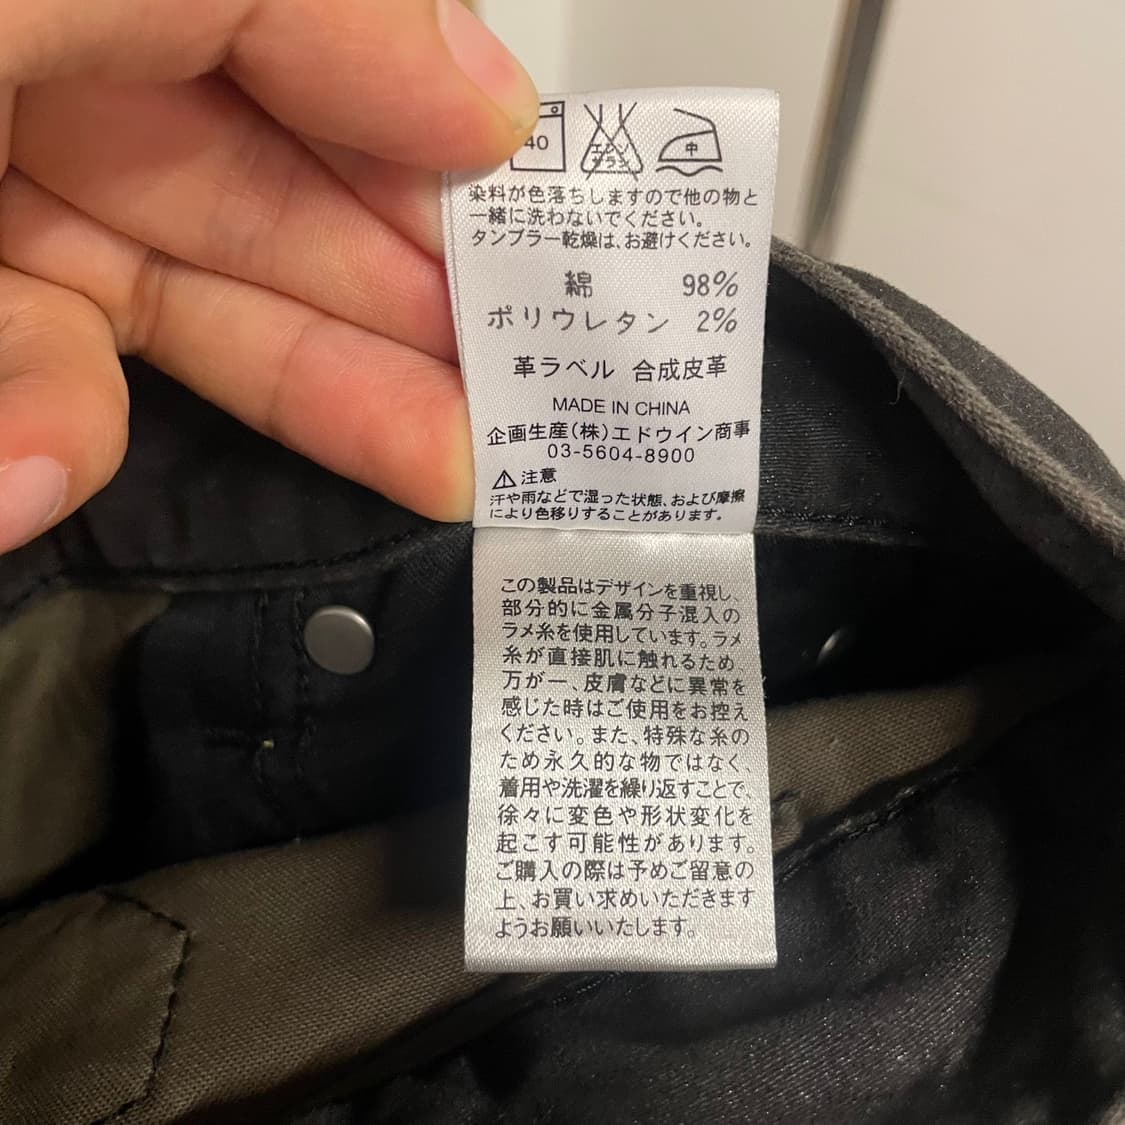 40
エンソ
サラシ
中
染料が色落ちしますので他の物と
一緒に洗わないでください。
タンブラー乾燥は、お避けください。
綿 98%
ポリウレタン 2%
革ラベル 合成皮革
MADE IN CHINA
企画生産(株)エドウイン商事
03-5604-8900
注意
汗や雨などで湿った状態、および摩擦
により色移りすることがあります。
この製品はデザインを重視し、
部分的に金属分子混入の
ラメ糸を使用しています。ラメ
糸が直接肌に触れるため、
万が一、皮膚などに異常を
感じた時はご使用をお控え
ください。また、特殊な糸の
ため永久的な物ではなく、
着用や洗濯を繰り返すことで、
徐々に変色や形状変化を
起こす可能性があります。
ご購入の際は予めご留意の
上、お買い求めいただきます
ようお願いいたします。